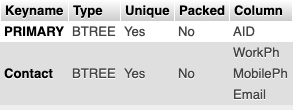 Keyname Type Unique Packed Column
PRIMARY BTREE Yes No AID
WorkPh
Contact BTREE Yes No MobilePh
Email